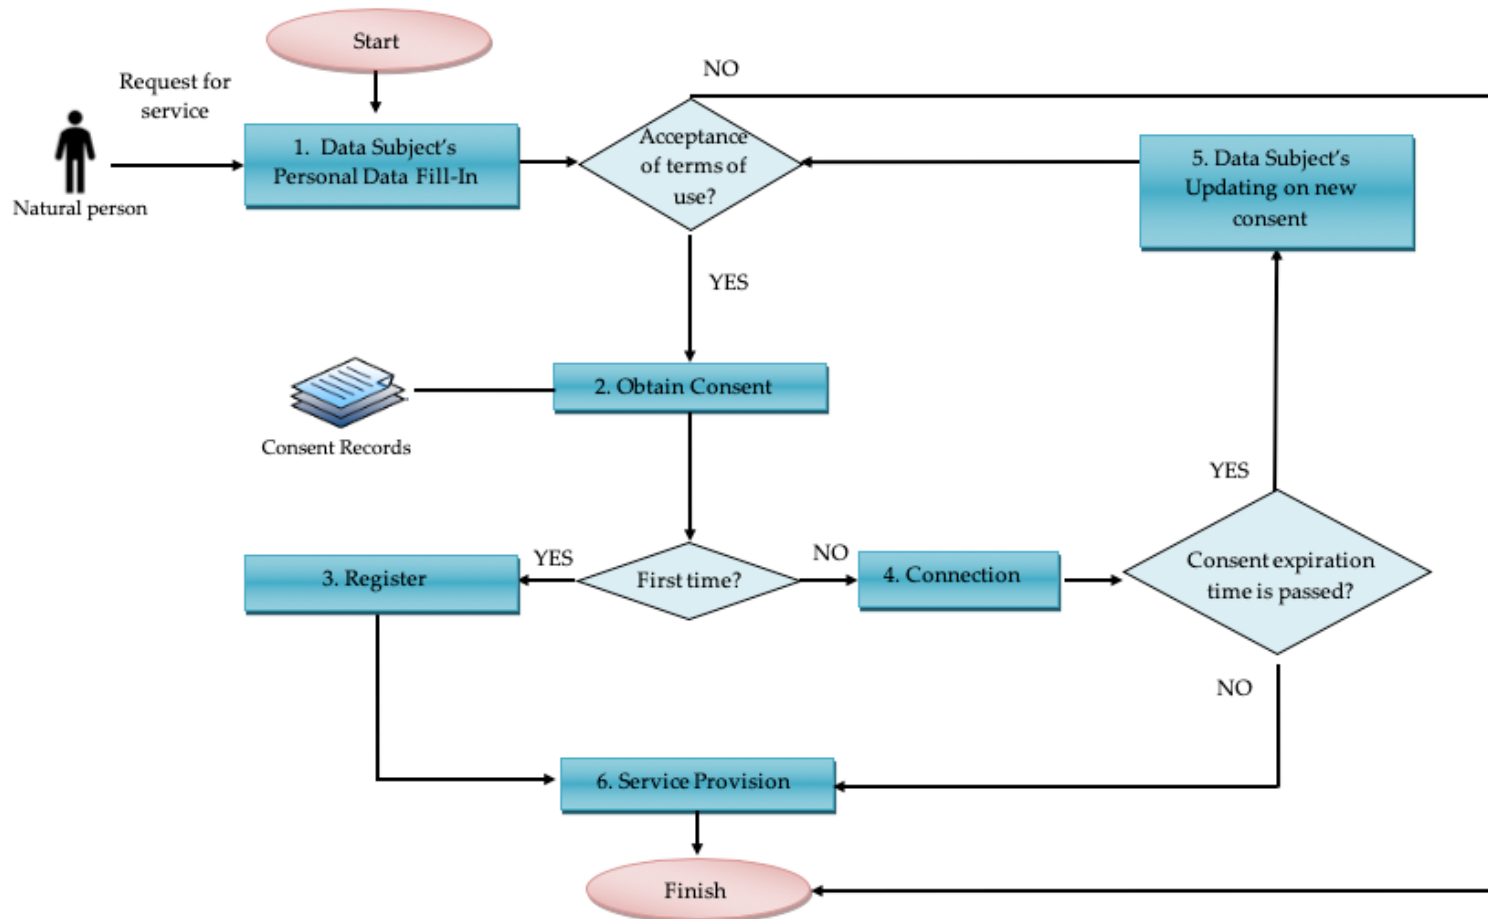 Start
NO
Request for
service
Acceptance
of terms of
use?
1. Data Subject's
Personal Data Fill-In
5. Data Subject's
Updating on new
consent
Natural person
YES
2. Obtain Consent
Consent Records
YES
YES
First time?
NO
4. Connection
3. Register
Consent expiration
time is passed?
NO
6. Service Provision
Finish